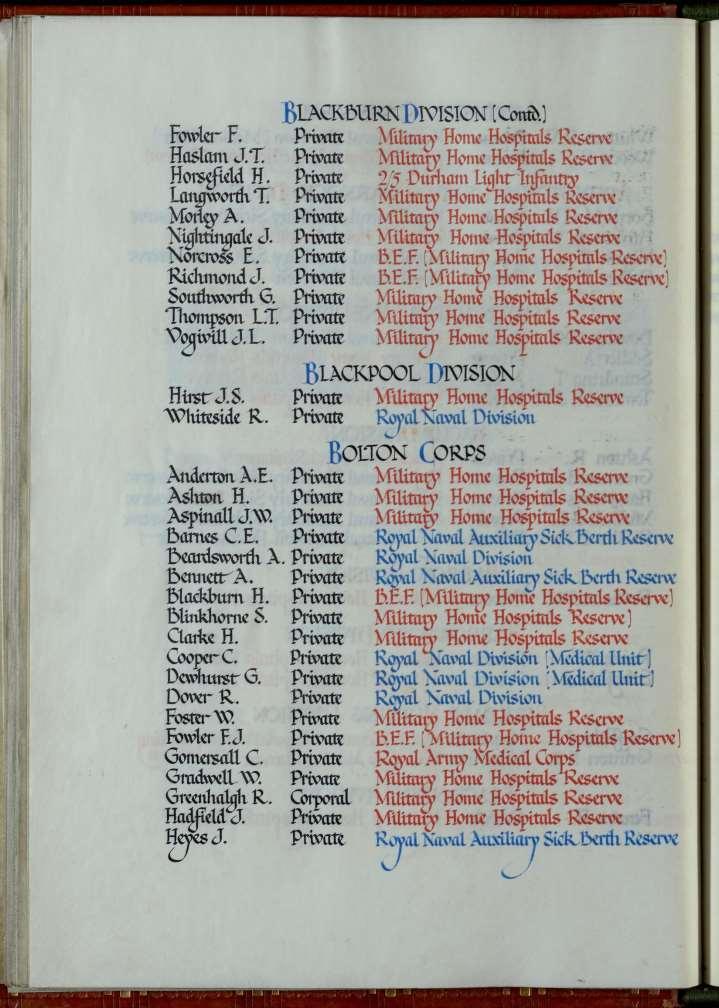 BLACKBURN DIVISION (Contd.)
Fowler F. Private Military Home Hospitals Reserve
Haslam J.T. Private Military Home Hospitals Reserve
Horsefield H. Private 2/5 Durham Light Infantry
Langworth T. Private Military Home Hospitals Reserve
Morley A. Private Military Home Hospitals Reserve
Nightingale J. Private Military Home Hospitals Reserve
Norcross E. Private B.E.F. (Military Home Hospitals Reserve)
Richmond J. Private B.E.F. (Military Home Hospitals Reserve)
Southworth G. Private Military Home Hospitals Reserve
Thompson L.T. Private Military Home Hospitals Reserve
Vogwill J.L. Private Military Home Hospitals Reserve
BLACKPOOL DIVISION
Hirst J.S. Private Military Home Hospitals Reserve
Whiteside R. Private Royal Naval Division
BOLTON CORPS
Anderton A.E. Private Military Home Hospitals Reserve
Ashton H. Private Military Home Hospitals Reserve
Aspinall J.W. Private Military Home Hospitals Reserve
Barnes C.E. Private Royal Naval Auxiliary Sick Berth Reserve
Beardsworth A. Private Royal Naval Division
Bennett A. Private Royal Naval Auxiliary Sick Berth Reserve
Blackburn H. Private B.E.F. (Military Home Hospitals Reserve)
Blinkhorne S. Private Military Home Hospitals Reserve)
Clarke H. Private Military Home Hospitals Reserve
Cooper C. Private Royal Naval Division (Medical Unit)
Dewhurst G. Private Royal Naval Division (Medical Unit)
Dover R. Private Royal Naval Division
Foster W. Private Military Home Hospitals Reserve
Fowler F.J. Private B.E.F. (Military Home Hospitals Reserve)
Gomersall C. Private Royal Army Medical Corps
Gradwell W. Private Military Home Hospitals Reserve
Greenhalgh R. Corporal Military Home Hospitals Reserve
Hadfield J. Private Military Home Hospitals Reserve
Heyes J. Private Royal Naval Auxiliary Sick Berth Reserve